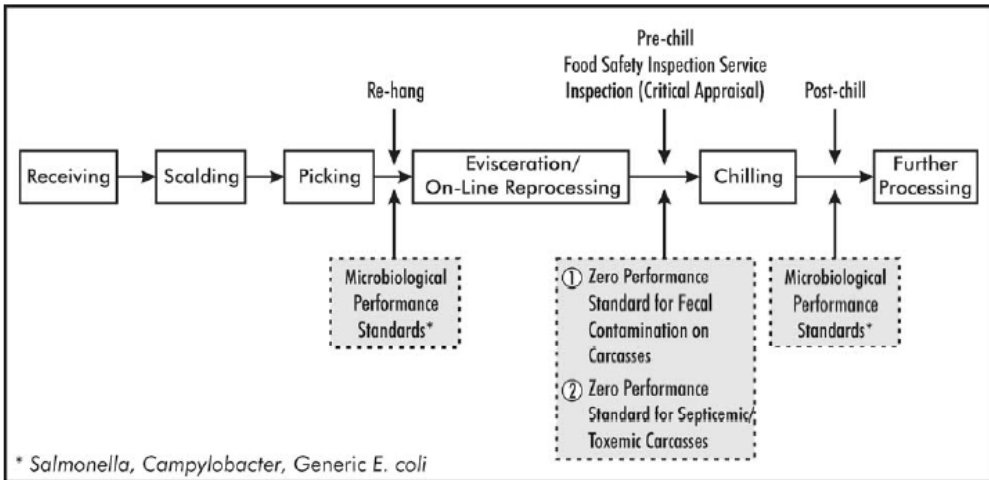 Pre-chill
Food Safety Inspection Service
Inspection (Critical Appraisal)
Re-hang
Post-chill
Receiving
Scalding
Picking
Evisceration/
On-Line Reprocessing
Chilling
Further
Processing
Microbiological
Performance
Standards*
① Zero Performance
Standard for Fecal
Contamination on
Carcasses
② Zero Performance
Standard for Septicemic/
Toxemic Carcasses
Microbiological
Performance
Standards*
* Salmonella, Campylobacter, Generic E. coli